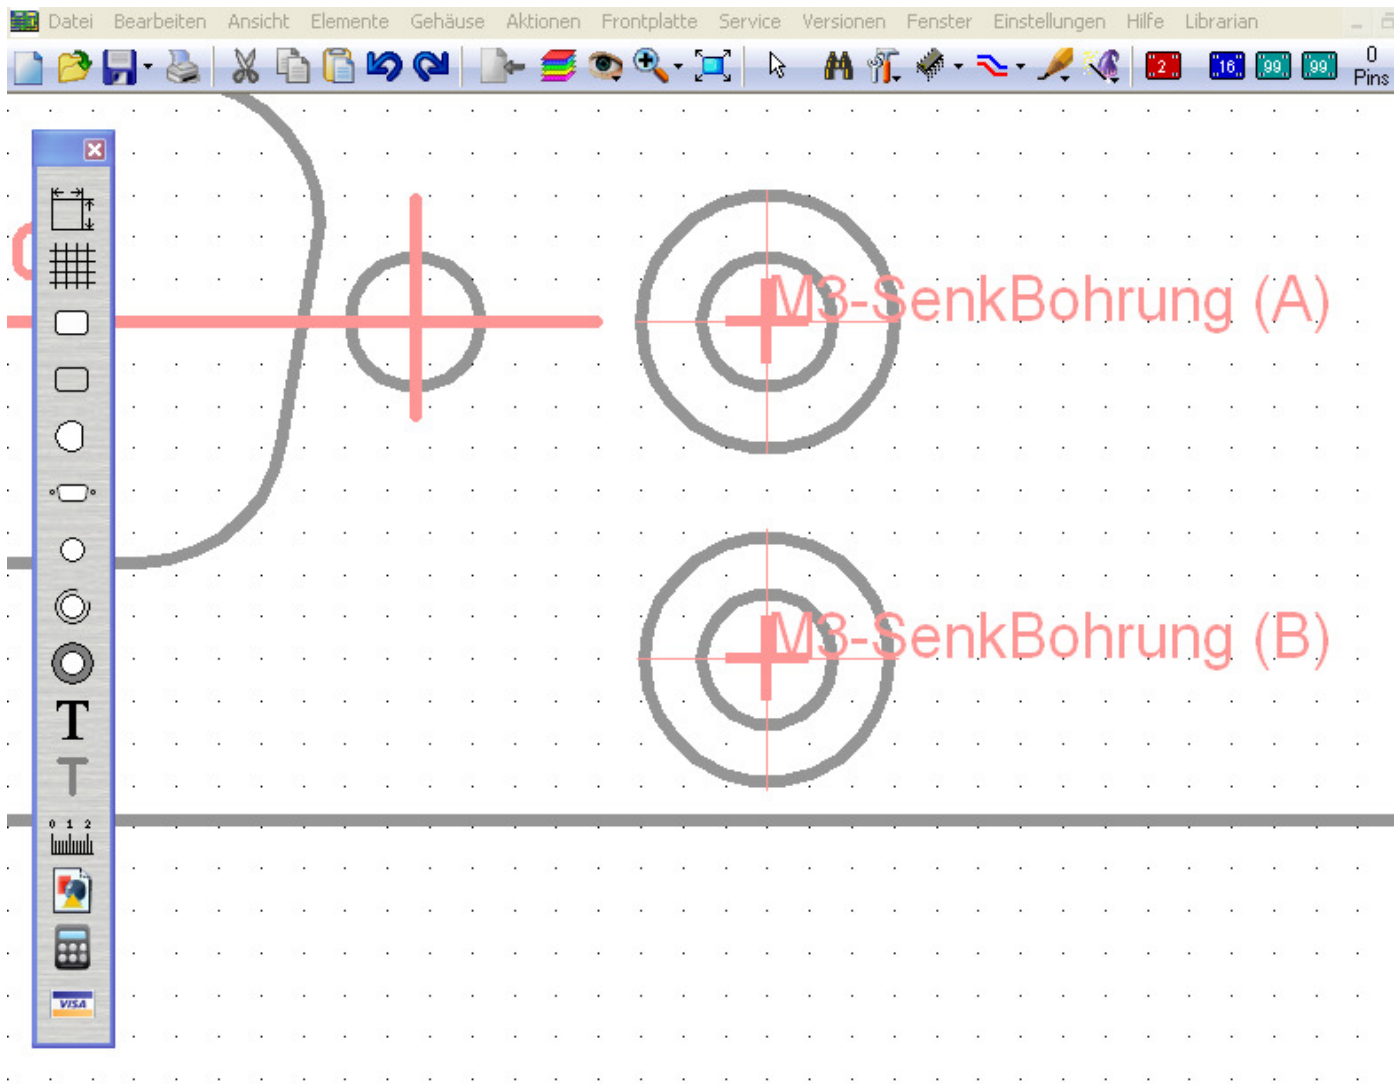 Datei Bearbeiten Ansicht Elemente Gehäuse Aktionen Frontplatte Service Versionen Fenster Einstellungen Hilfe Librarian
2 16 99 99 0
Pins
M3-SenkBohrung (A)
M3-SenkBohrung (B)
T
T
0 1 2
VISA